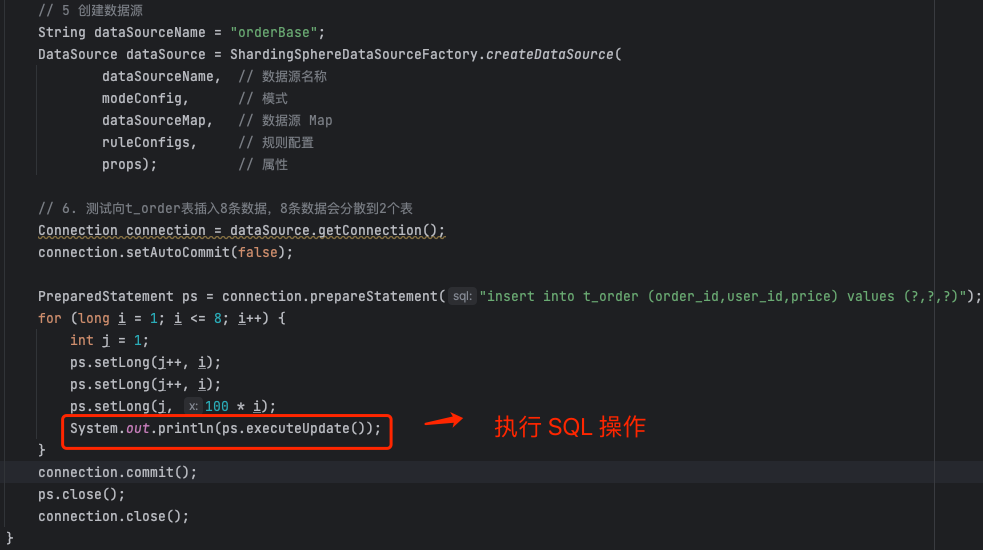 // 5 创建数据源
String dataSourceName = "orderBase";
DataSource dataSource = ShardingSphereDataSourceFactory.createDataSource(
dataSourceName, // 数据源名称
modeConfig, // 模式
dataSourceMap, // 数据源 Map
ruleConfigs, // 规则配置
props); // 属性
// 6. 测试向t_order表插入8条数据，8条数据会分散到2个表
Connection connection = dataSource.getConnection();
connection.setAutoCommit(false);
PreparedStatement ps = connection.prepareStatement( sql: "insert into t_order (order_id,user_id,price) values (?,?,?)");
for (long i = 1; i <= 8; i++) {
int j = 1;
ps.setLong(j++, i);
ps.setLong(j++, i);
ps.setLong(j, x: 100 * i);
System.out.println(ps.executeUpdate()); 执行 SQL 操作
}
connection.commit();
ps.close();
connection.close();
}